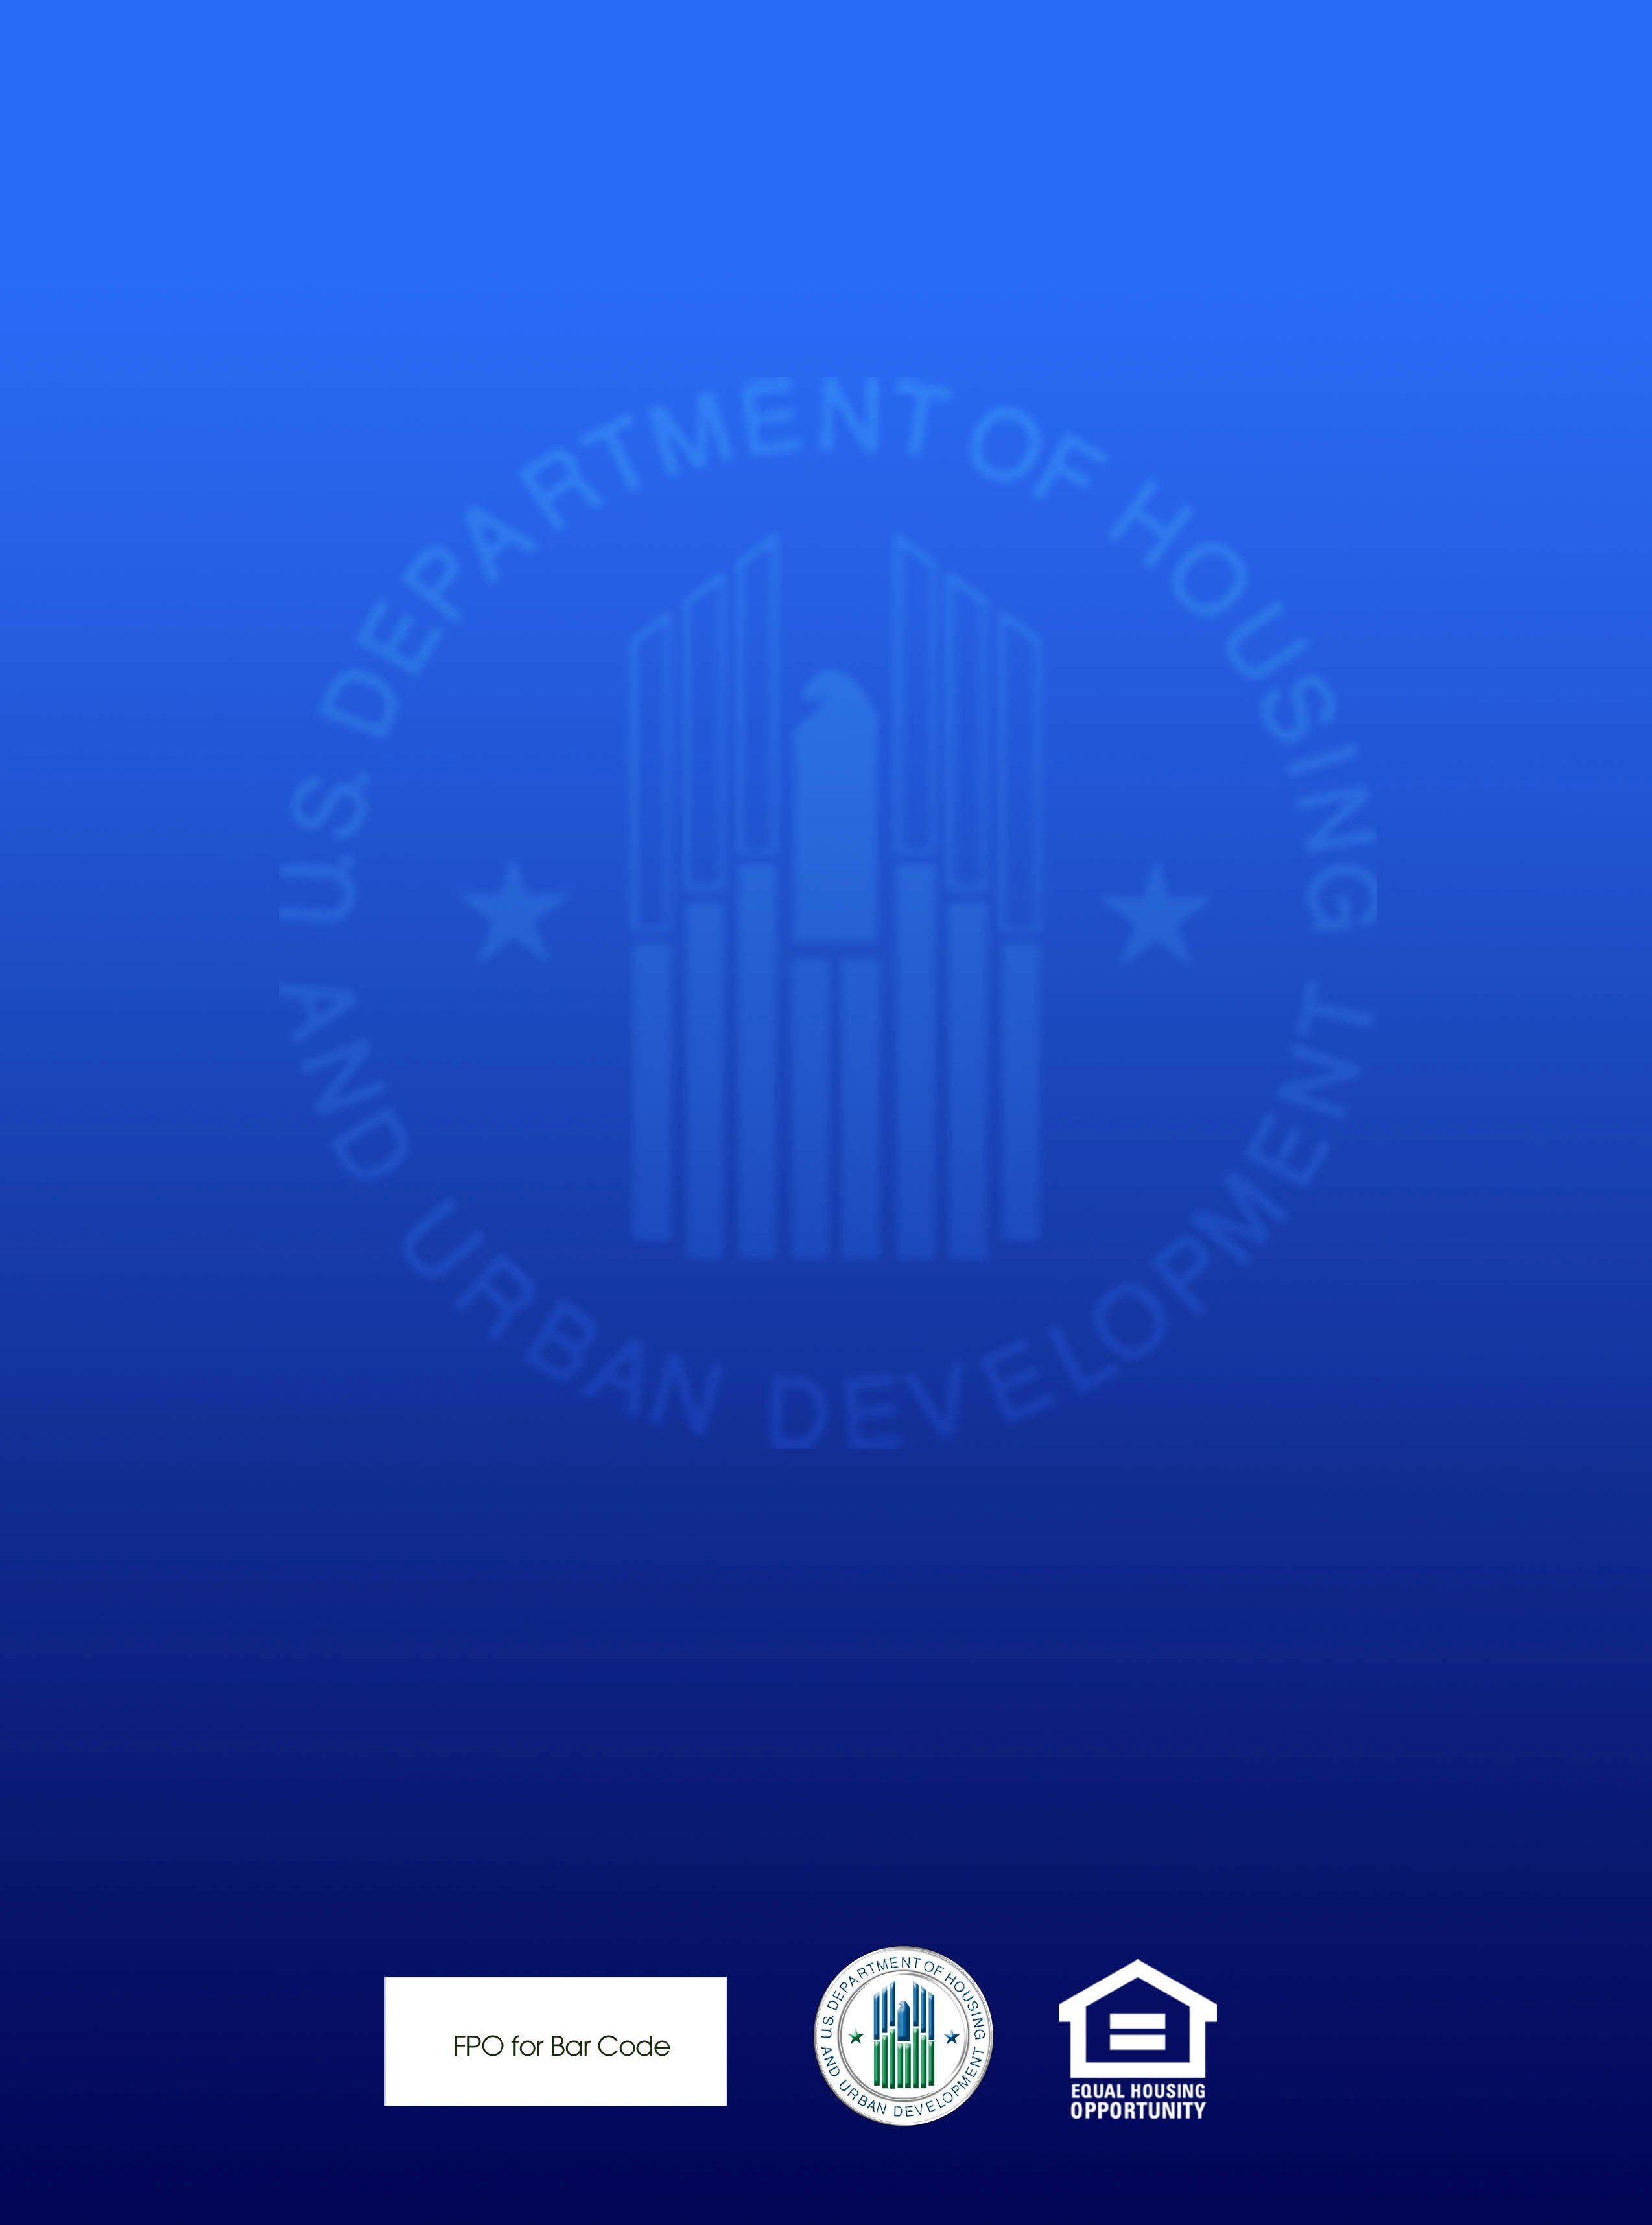 U.S. DEPARTMENT OF HOUSING
AND URBAN DEVELOPMENT
FPO for Bar Code
U.S. DEPARTMENT OF HOUSING
AND URBAN DEVELOPMENT
EQUAL HOUSING
OPPORTUNITY